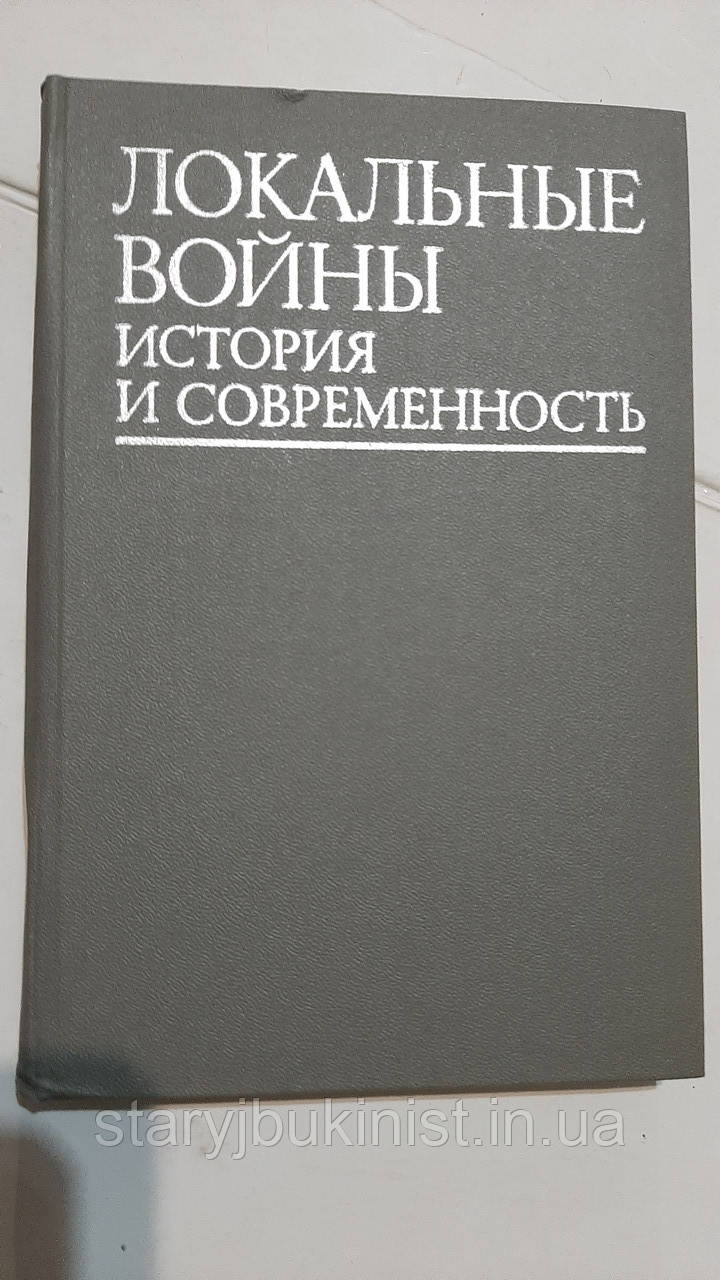 ЛОКАЛЬНЫЕ
ВОЙНЫ
ИСТОРИЯ
И СОВРЕМЕННОСТЬ
staryjbukinist.in.ua